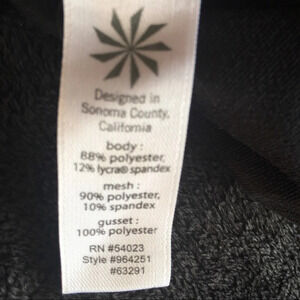 Designed in
Sonoma County,
California
body :
88% polyester,
12% lycra® spandex
mesh :
90% polyester,
10% spandex
gusset :
100% polyester
RN #54023
Style #964251
#63291